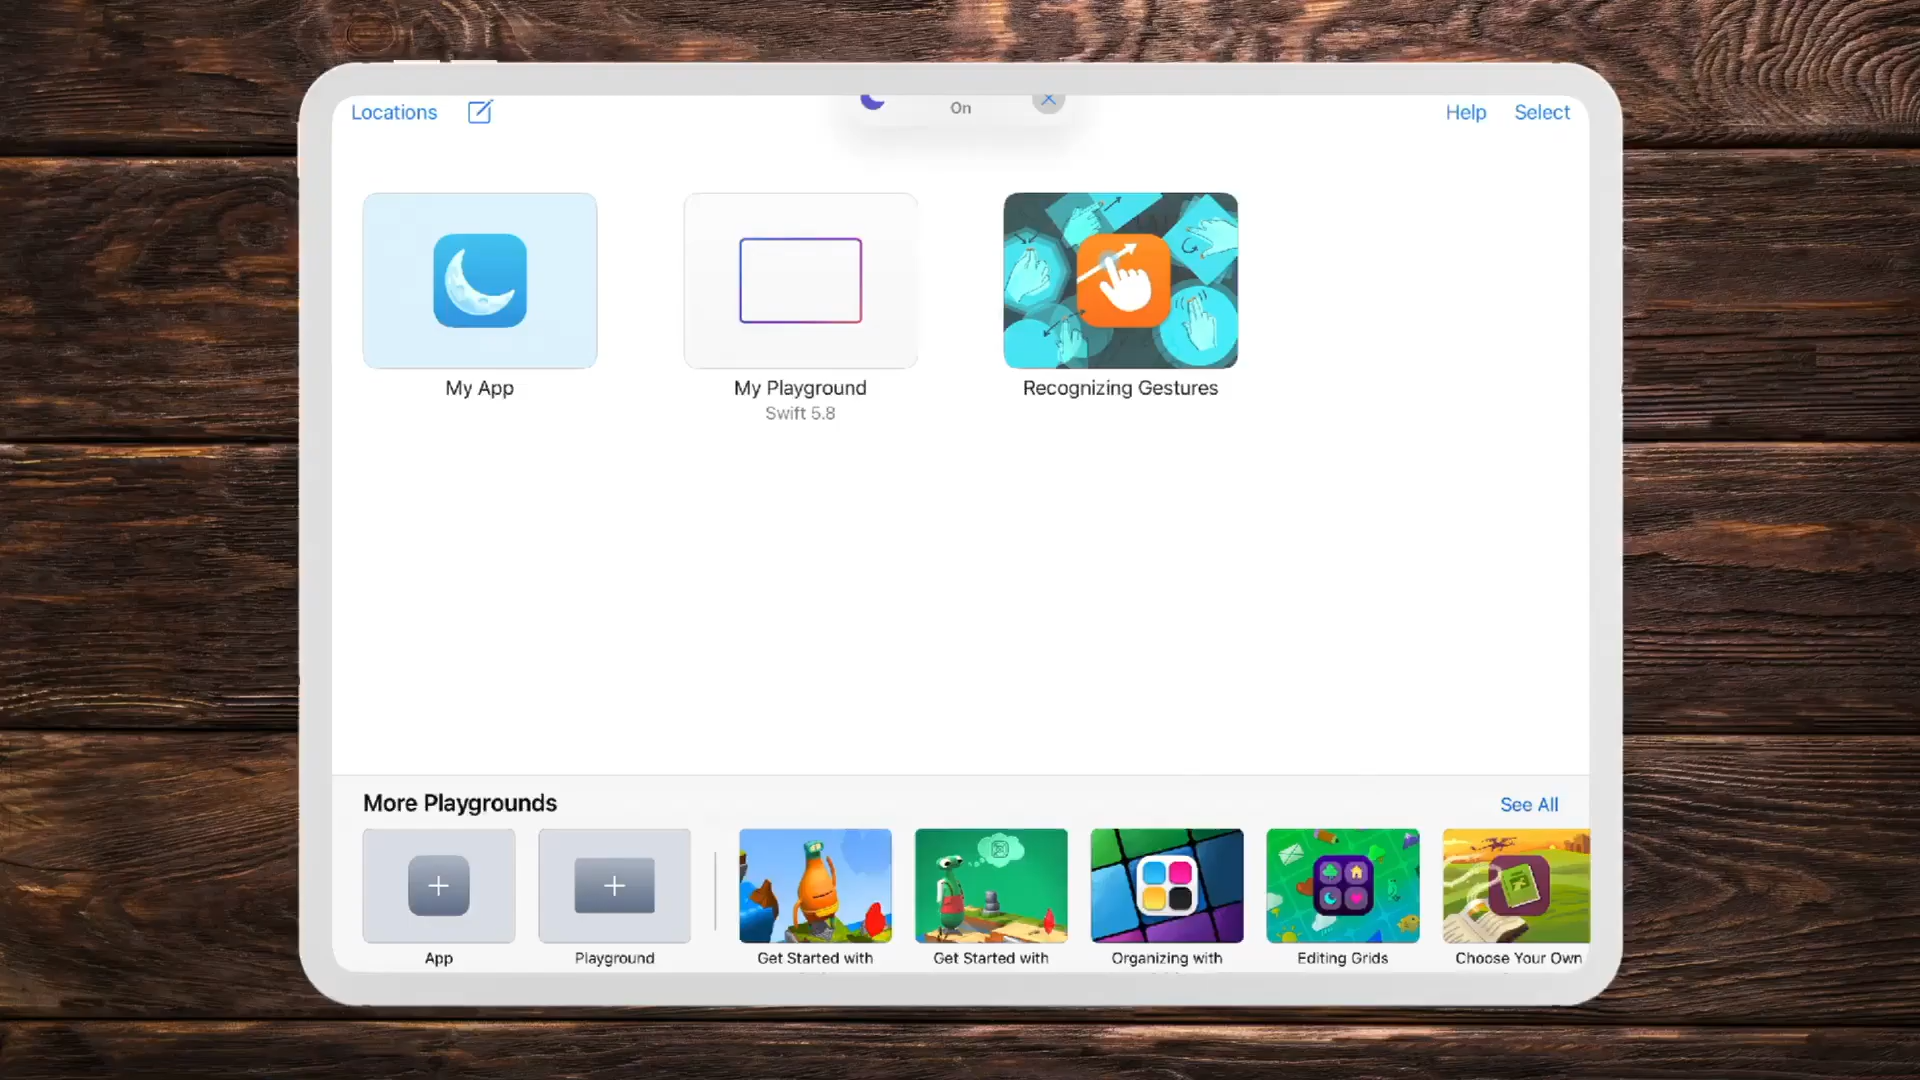 Locations
On
Help
Select
My App
My Playground
Swift 5.8
Recognizing Gestures
More Playgrounds
See All
App
Playground
Get Started with
Get Started with
Organizing with
Editing Grids
Choose Your Own